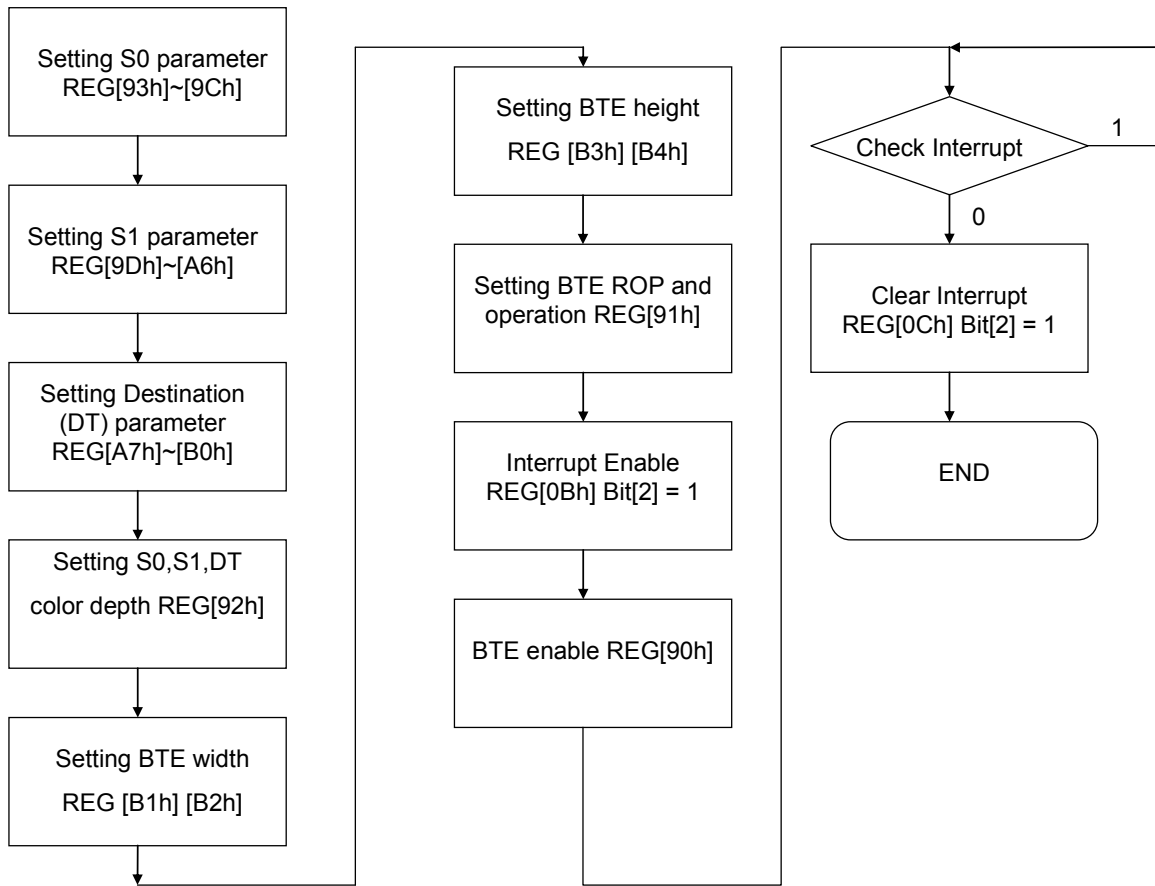 Setting S0 parameter
REG[93h]~[9Ch]
Setting S1 parameter
REG[9Dh]~[A6h]
Setting Destination
(DT) parameter
REG[A7h]~[B0h]
Setting S0,S1,DT
color depth REG[92h]
Setting BTE width
REG [B1h] [B2h]
Setting BTE height
REG [B3h] [B4h]
Setting BTE ROP and
operation REG[91h]
Interrupt Enable
REG[0Bh] Bit[2] = 1
BTE enable REG[90h]
Check Interrupt
1
0
Clear Interrupt
REG[0Ch] Bit[2] = 1
END